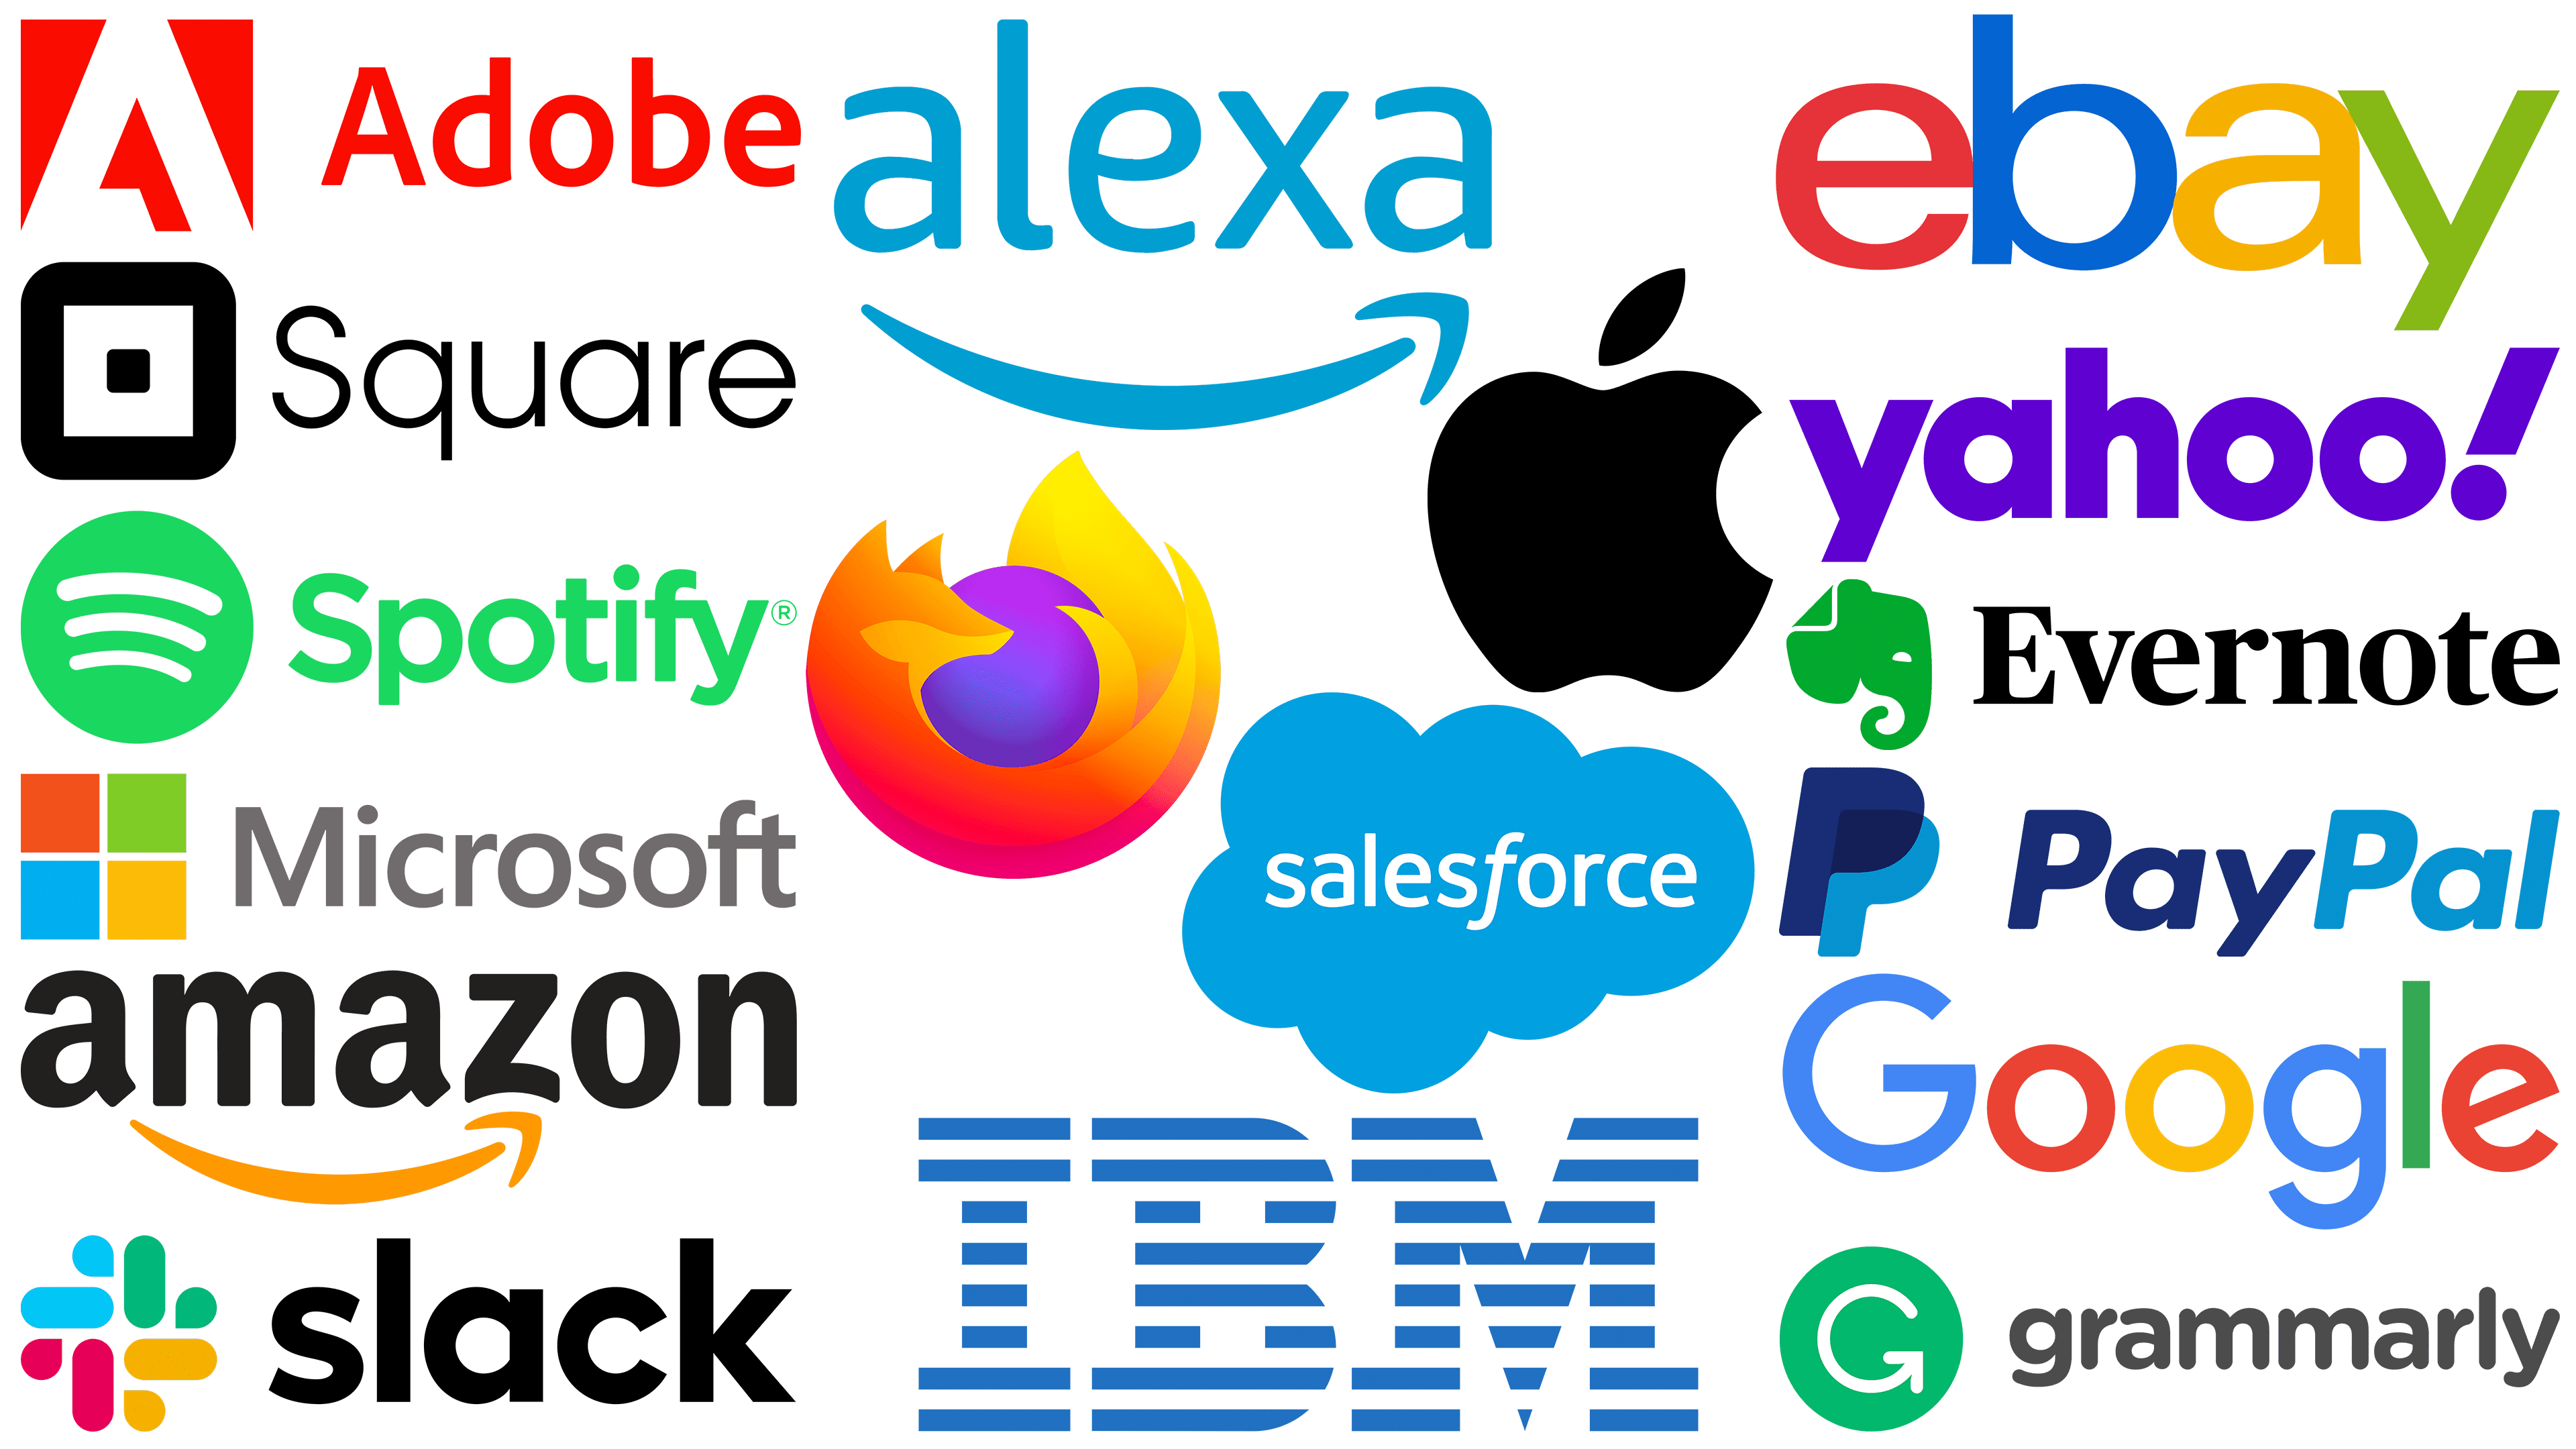 Adobe
Square
Spotify®
Microsoft
amazon
slack
alexa
salesforce
IBM
ebay
yahoo!
Evernote
PayPal
Google
grammarly